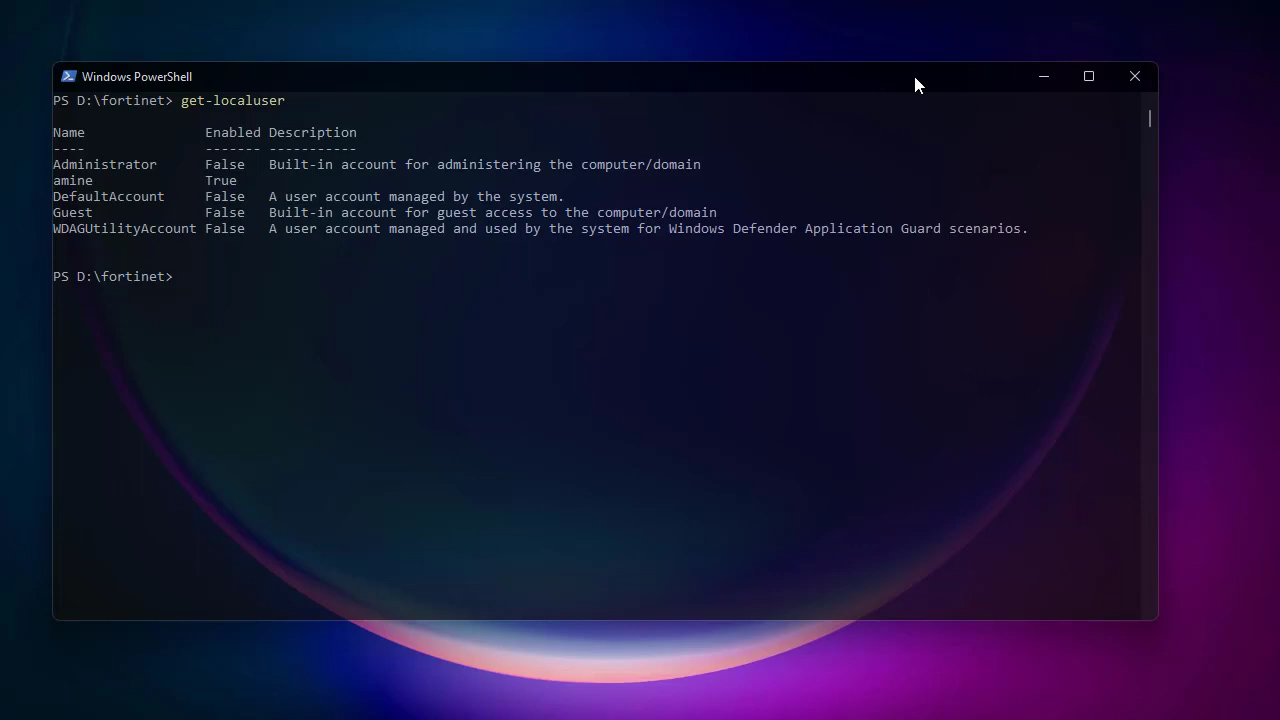 Windows PowerShell
PS D:\fortinet> get-localuser
Name Enabled Description
---- ------- -----------
Administrator False Built-in account for administering the computer/domain
amine True
DefaultAccount False A user account managed by the system.
Guest False Built-in account for guest access to the computer/domain
WDAGUtilityAccount False A user account managed and used by the system for Windows Defender Application Guard scenarios.
PS D:\fortinet>